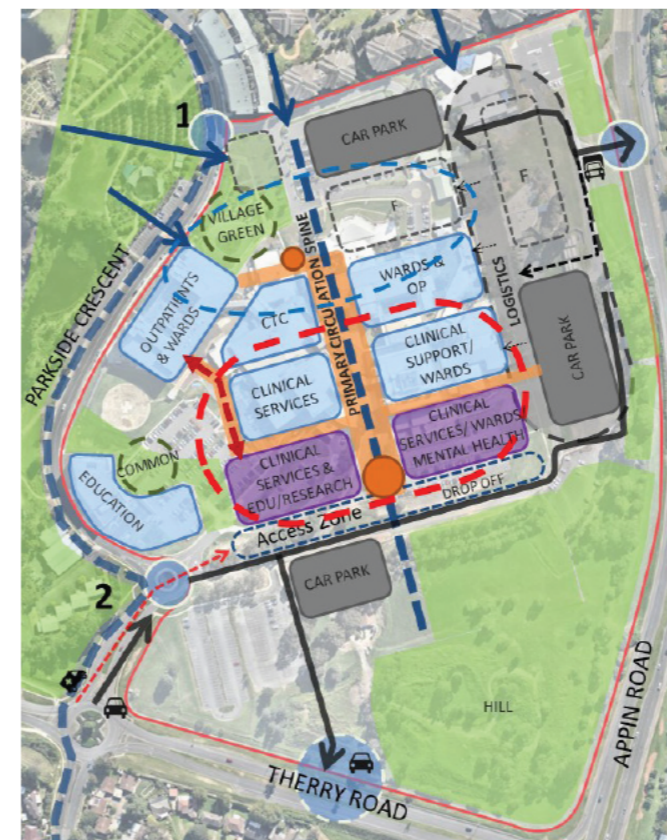 1
CAR PARK
F
F
VILLAGE
GREEN
PARKSIDE CRESCENT
OUTPATIENTS
& WARDS
PRIMARY CIRCULATION SPINE
WARDS &
OP
LOGISTICS
CTC
CLINICAL
SUPPORT/
WARDS
CAR PARK
CLINICAL
SERVICES
CLINICAL
SERVICES/WARDS
MENTAL HEALTH
COMMON
CLINICAL
SERVICES &
EDU/RESEARCH
EDUCATION
DROP OFF
Access Zone
2
CAR PARK
HILL
APPIN ROAD
THERRY ROAD